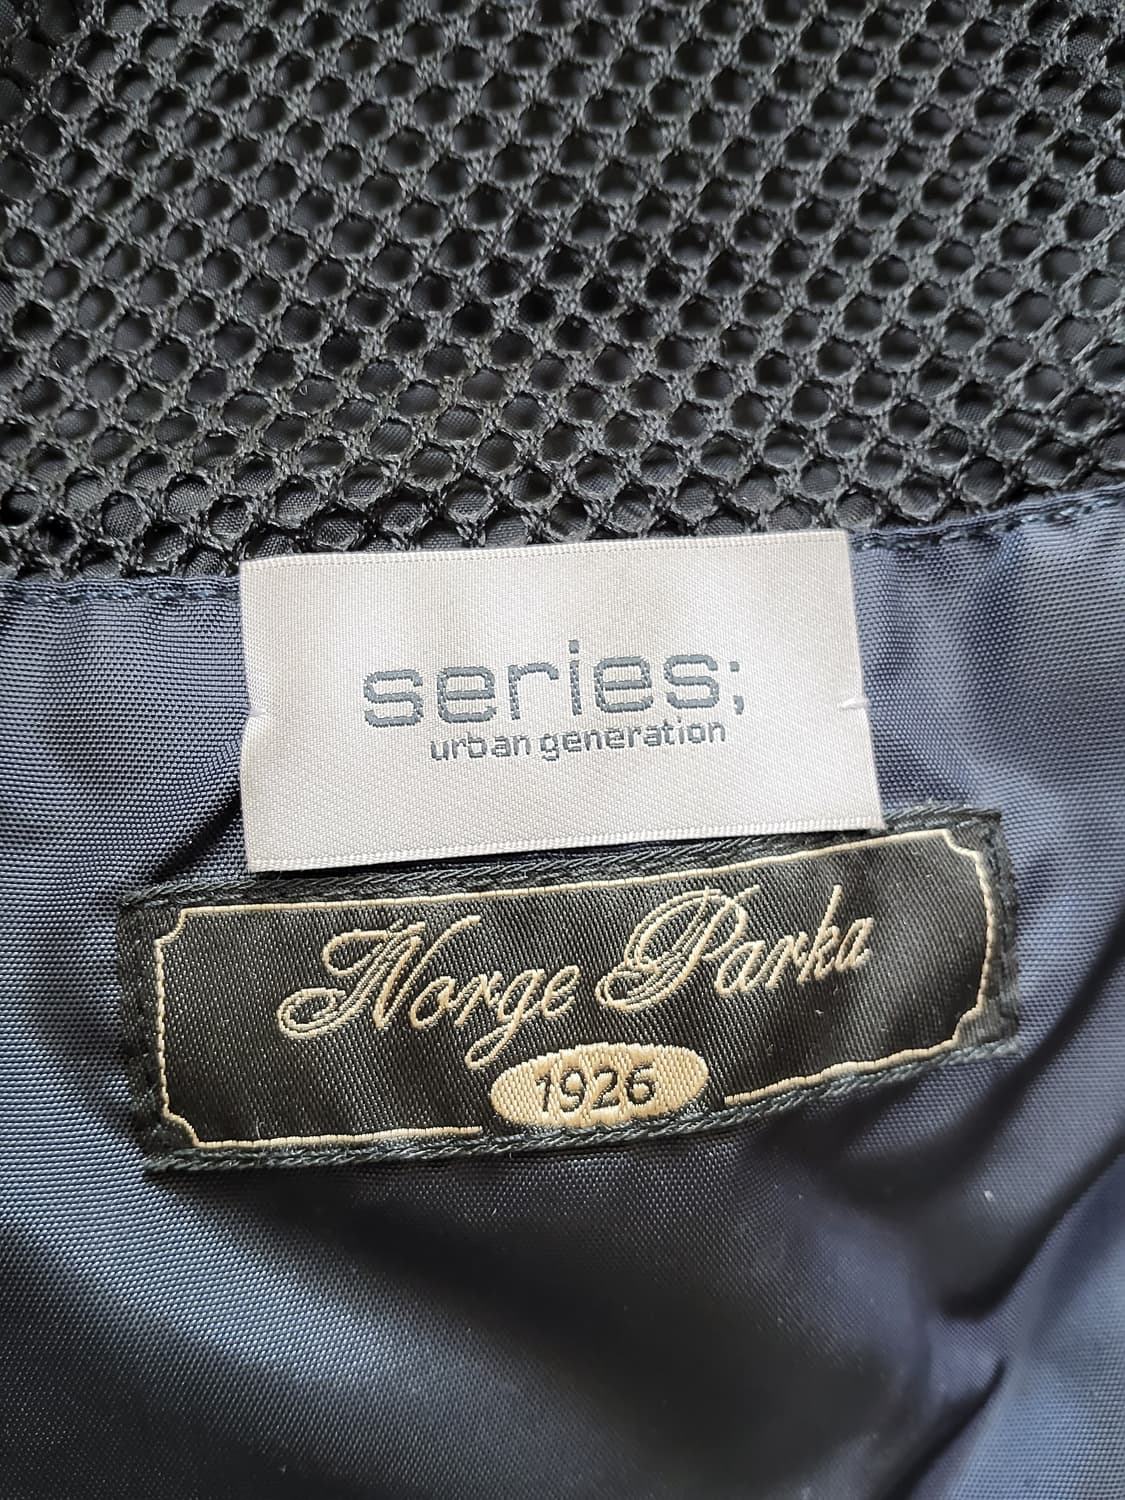 series;
urban generation
Norge Parka
1926